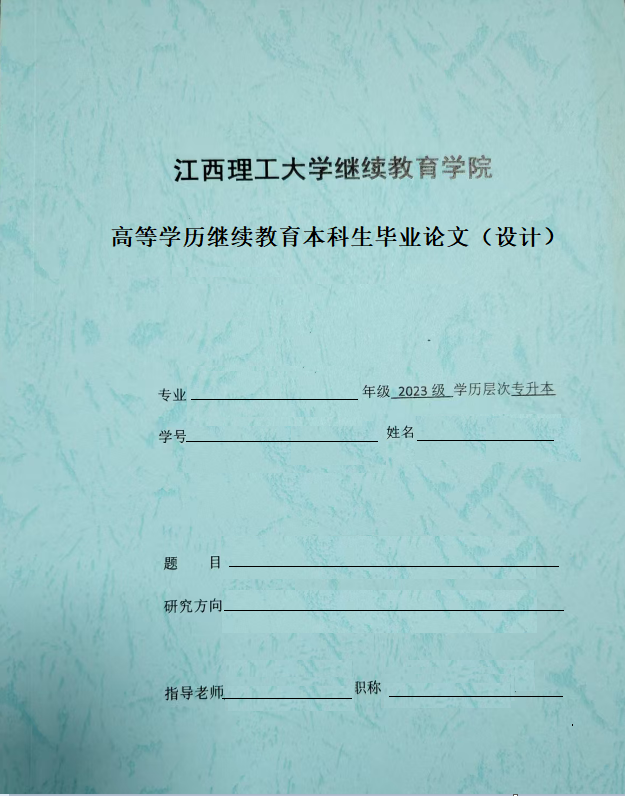 江西理工大学继续教育学院
高等学历继续教育本科生毕业论文（设计）
专业 年级 2023 级 学历层次专升本
学号 姓名
题 目
研究方向
指导老师 职称